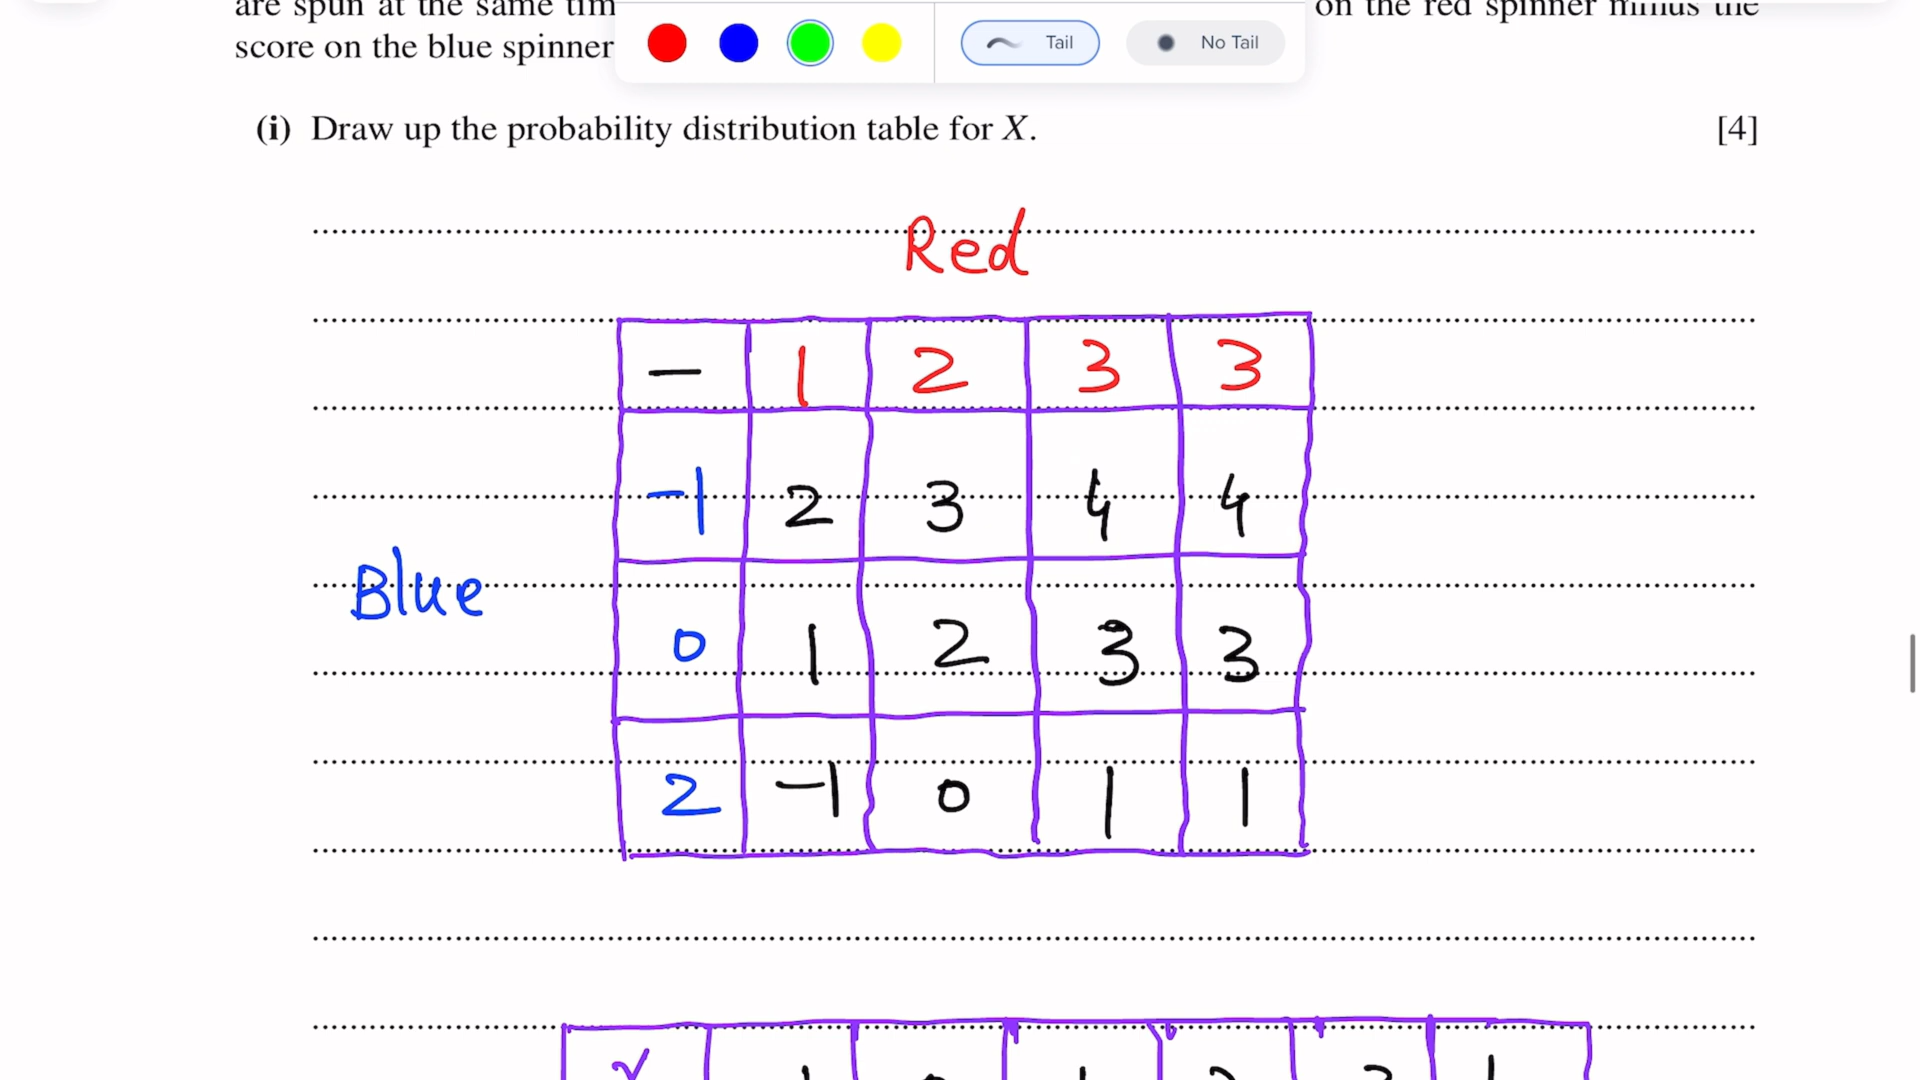 are spun at the same tim on the red spinner minus the
score on the blue spinner
Tail No Tail
(i) Draw up the probability distribution table for X. [4]
Red
– 1 2 3 3
-1 2 3 4 4
Blue
0 1 2 3 3
2 -1 0 1 1